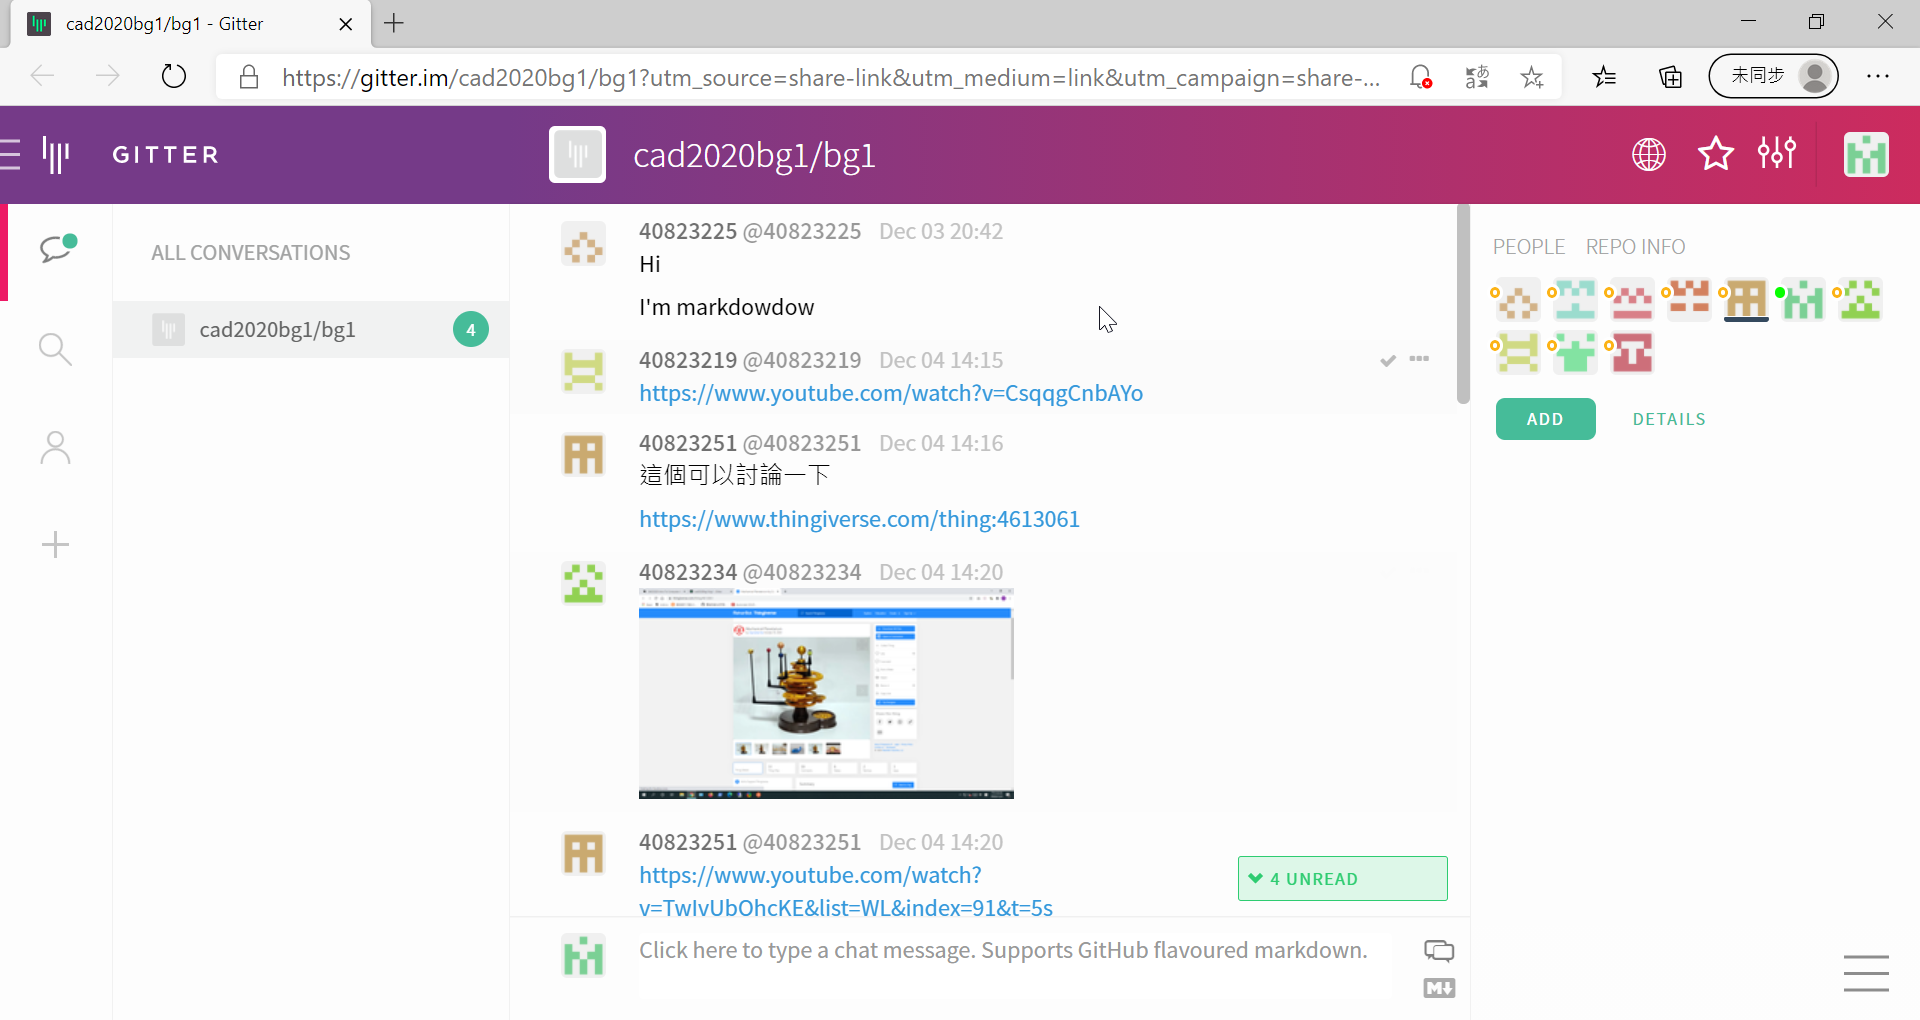 cad2020bg1/bg1 - Gitter
https://gitter.im/cad2020bg1/bg1?utm_source=share-link&utm_medium=link&utm_campaign=share-...
未同步
GITTER
cad2020bg1/bg1
ALL CONVERSATIONS
cad2020bg1/bg1
4
40823225 @40823225 Dec 03 20:42
Hi
I'm markdowdow
40823219 @40823219 Dec 04 14:15
https://www.youtube.com/watch?v=CsqqgCnbAYo
40823251 @40823251 Dec 04 14:16
這個可以討論一下
https://www.thingiverse.com/thing:4613061
40823234 @40823234 Dec 04 14:20
40823251 @40823251 Dec 04 14:20
https://www.youtube.com/watch?
v=TwIvUbOhcKE&list=WL&index=91&t=5s
4 UNREAD
Click here to type a chat message. Supports GitHub flavoured markdown.
M
PEOPLE REPO INFO
ADD
DETAILS